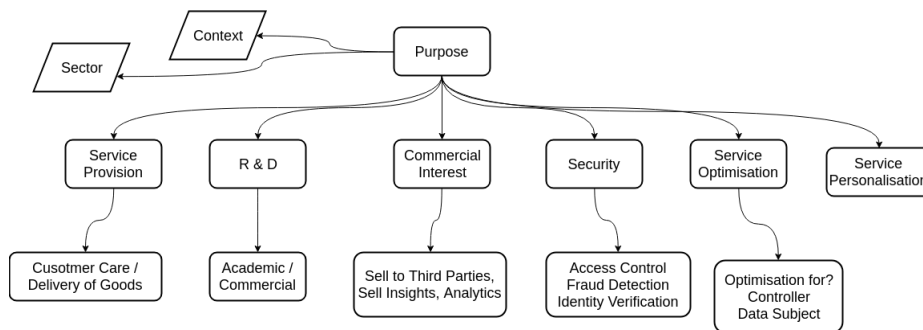 Context
Purpose
Sector
Service
Provision
R & D
Commercial
Interest
Security
Service
Optimisation
Service
Personalisation
Cusotmer Care /
Delivery of Goods
Academic /
Commercial
Sell to Third Parties,
Sell Insights, Analytics
Access Control
Fraud Detection
Identity Verification
Optimisation for?
Controller
Data Subject